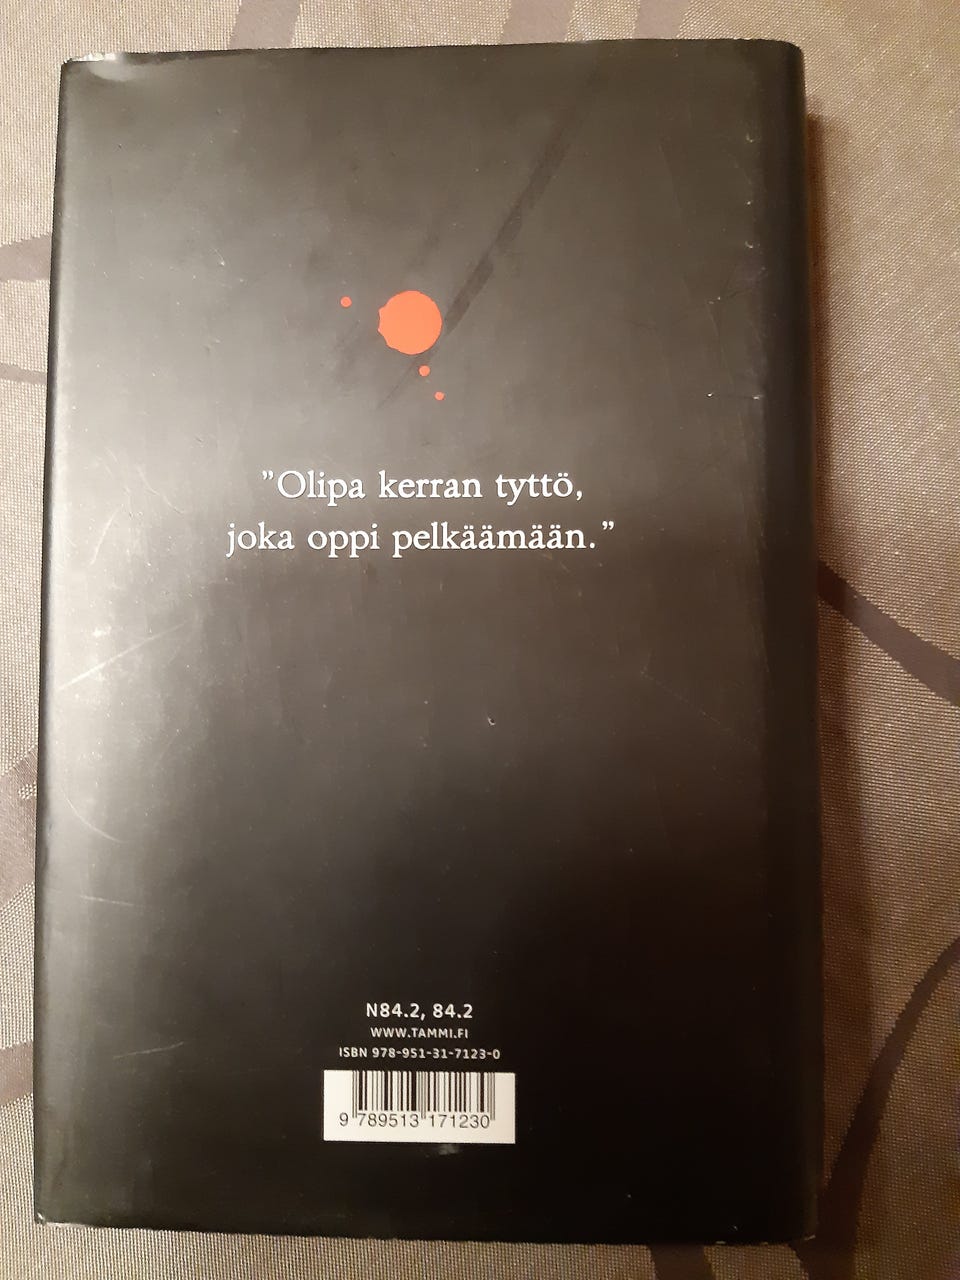 ”Olipa kerran tyttö,
joka oppi pelkäämään.”
N84.2, 84.2
WWW.TAMMI.FI
ISBN 978-951-31-7123-0
9 789513 171230